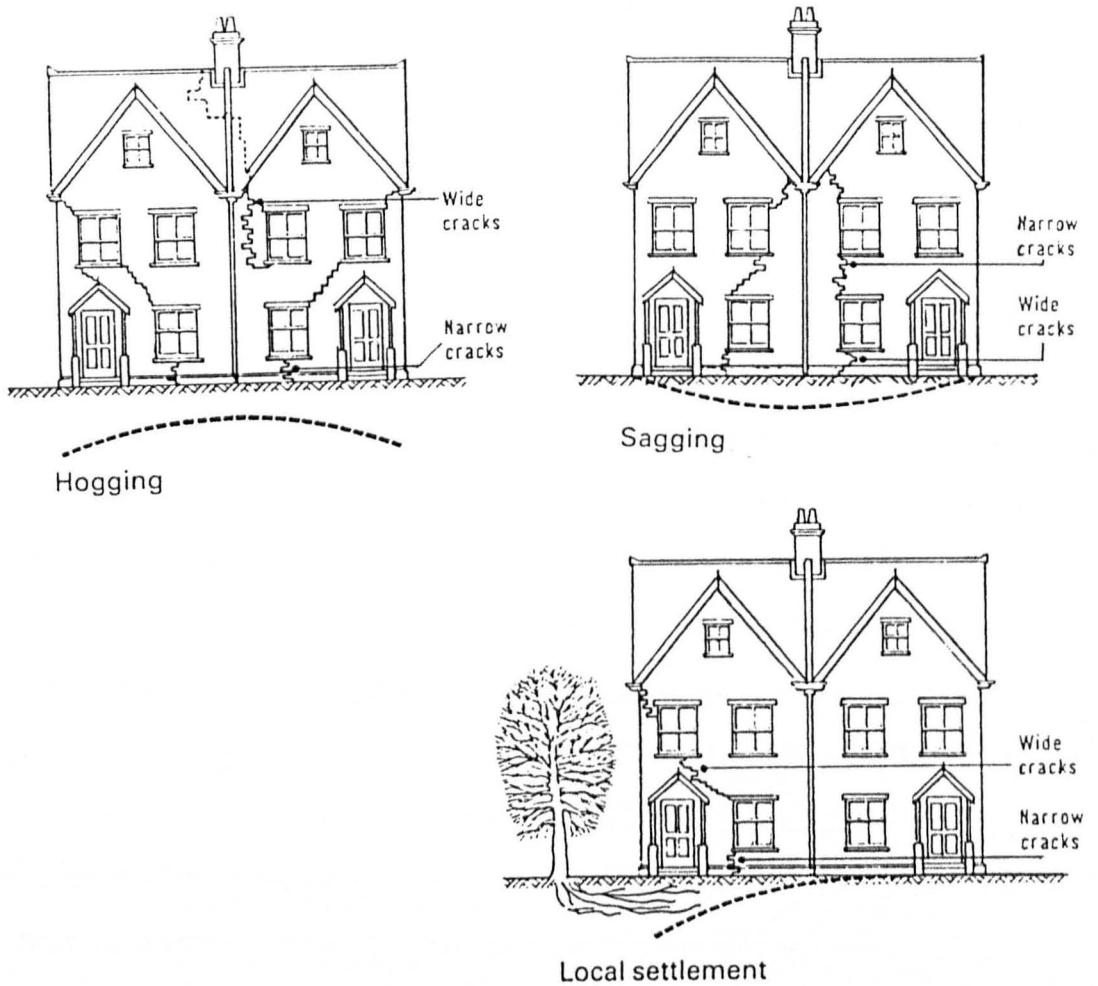 Wide
cracks
Narrow
cracks
Hogging
Narrow
cracks
Wide
cracks
Sagging
Wide
cracks
Narrow
cracks
Local settlement